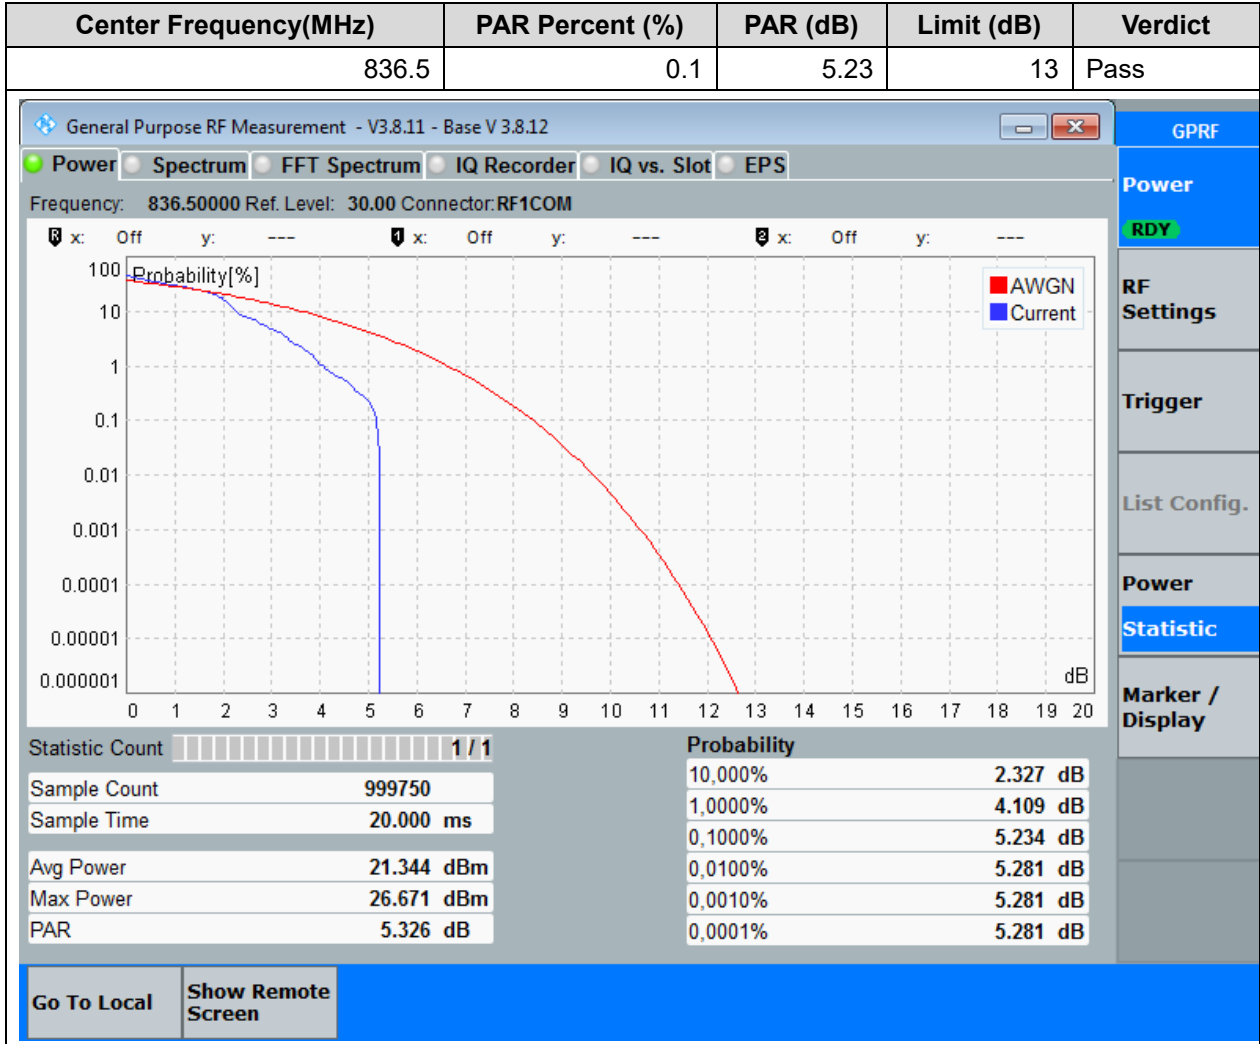 Center Frequency(MHz) PAR Percent (%) PAR (dB) Limit (dB) Verdict
836.5 0.1 5.23 13 Pass
General Purpose RF Measurement - V3.8.11 - Base V 3.8.12
GPRF
Power Spectrum FFT Spectrum IQ Recorder IQ vs. Slot EPS
Frequency: 836.50000 Ref. Level: 30.00 Connector: RF1COM
R x: Off y: --- 1 x: Off y: --- 2 x: Off y: ---
Probability[%]
AWGN
Current
100
10
1
0.1
0.01
0.001
0.0001
0.00001
0.000001
dB
0 1 2 3 4 5 6 7 8 9 10 11 12 13 14 15 16 17 18 19 20
Statistic Count 1 / 1
Sample Count 999750
Sample Time 20.000 ms
Avg Power 21.344 dBm
Max Power 26.671 dBm
PAR 5.326 dB
Probability
10,000% 2.327 dB
1,0000% 4.109 dB
0,1000% 5.234 dB
0,0100% 5.281 dB
0,0010% 5.281 dB
0,0001% 5.281 dB
Power
RDY
RF
Settings
Trigger
List Config.
Power
Statistic
Marker /
Display
Go To Local
Show Remote
Screen